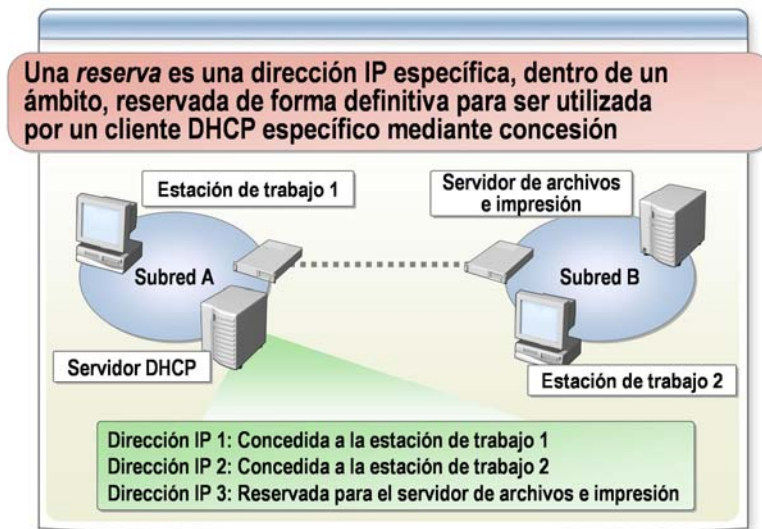 Una reserva es una dirección IP específica, dentro de un
ámbito, reservada de forma definitiva para ser utilizada
por un cliente DHCP específico mediante concesión
Estación de trabajo 1
Servidor de archivos
e impresión
Subred A
Subred B
Servidor DHCP
Estación de trabajo 2
Dirección IP 1: Concedida a la estación de trabajo 1
Dirección IP 2: Concedida a la estación de trabajo 2
Dirección IP 3: Reservada para el servidor de archivos e impresión